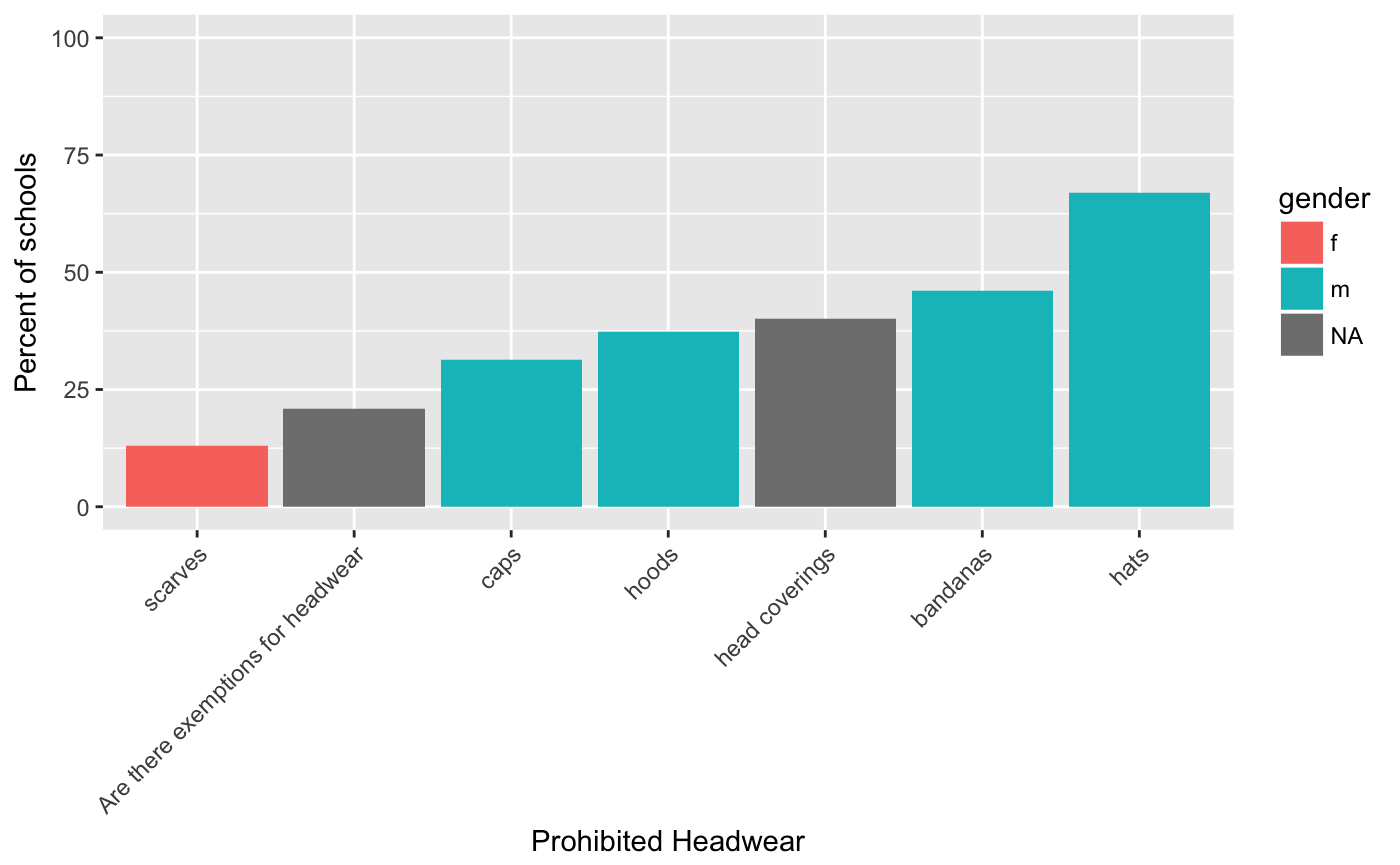 100
75
50
25
0
Percent of schools
scarves
Are there exemptions for headwear
caps
hoods
head coverings
bandanas
hats
Prohibited Headwear
gender
f
m
NA